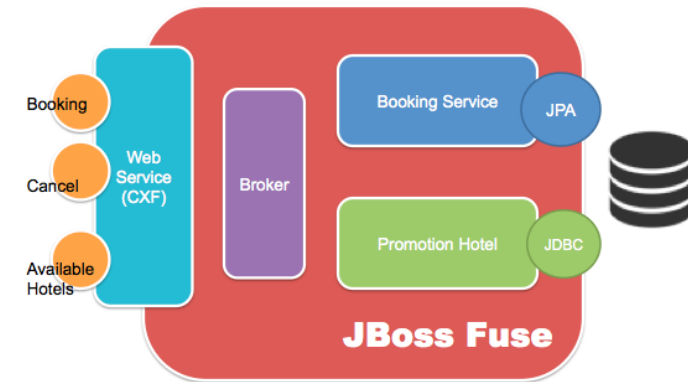 Booking
Cancel
Available
Hotels
Web
Service
(CXF)
Broker
Booking Service
JPA
Promotion Hotel
JDBC
JBoss Fuse